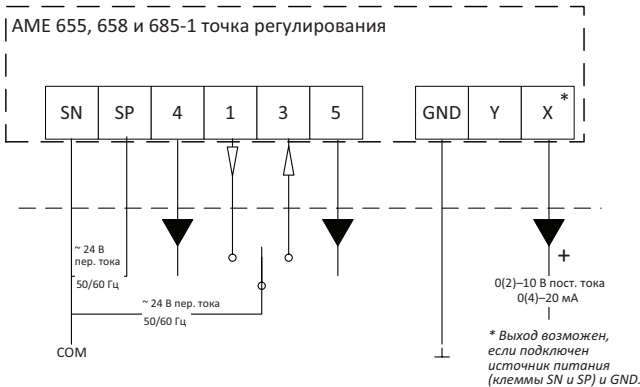 AME 655, 658 и 685-1 точка регулирования
SN SP 4 1 3 5 GND Y X *
~ 24 В
пер. тока
50/60 Гц
~ 24 В пер. тока
50/60 Гц
COM
+
0(2)–10 В пост. тока
0(4)–20 мА
* Выход возможен,
если подключен
источник питания
(клеммы SN и SP) и GND.